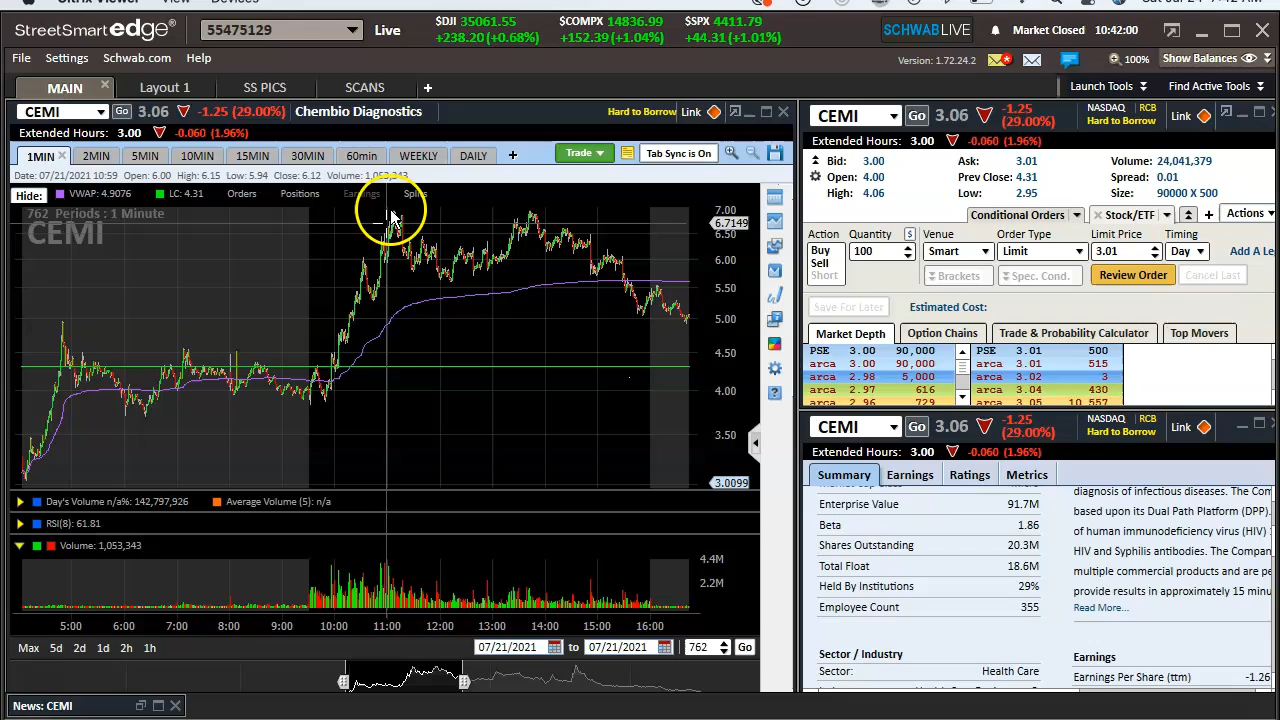 StreetSmart edge
55475129
Live
$DJI 35061.55
+238.20 (+0.68%)
$COMPX 14836.99
+152.39 (+1.04%)
$SPX 4411.79
+44.31 (+1.01%)
SCHWABLIVE
Market Closed
10:42:00
File Settings Schwab.com Help
Version: 1.72.24.2
100%
Show Balances
MAIN Layout 1 SS PICS SCANS +
Launch Tools
Find Active Tools
CEMI Go 3.06 -1.25 (29.00%) Chembio Diagnostics
Hard to Borrow Link
Extended Hours: 3.00 -0.060 (1.96%)
1MIN 2MIN 5MIN 10MIN 15MIN 30MIN 60min WEEKLY DAILY +
Trade Tab Sync is On
Date: 07/21/2021 10:59 Open: 6.00 High: 6.15 Low: 5.94 Close: 6.12 Volume: 1,053,343
Hide: VWAP: 4.9076 LC: 4.31 Orders Positions Earnings Splits
762 Periods : 1 Minute
CEMI
7.00
6.7149
6.50
6.00
5.50
5.00
4.50
4.00
3.50
3.0099
Day's Volume n/a%: 142,797,926 Average Volume (5): n/a
RSI(8): 61.81
Volume: 1,053,343
4.4M
2.2M
5:00 6:00 7:00 8:00 9:00 10:00 11:00 12:00 13:00 14:00 15:00 16:00
Max 5d 2d 1d 2h 1h
07/21/2021 to 07/21/2021 762 Go
News: CEMI
CEMI Go 3.06 -1.25
(29.00%)
NASDAQ RCB
Hard to Borrow
Link
Extended Hours: 3.00 -0.060 (1.96%)
Bid: 3.00 Ask: 3.01 Volume: 24,041,379
Open: 4.00 Prev Close: 4.31 Spread: 0.01
High: 4.06 Low: 2.95 Size: 90000 X 500
Conditional Orders Stock/ETF + Actions
Action Quantity $ Venue Order Type Limit Price Timing
Buy
Sell
Short
100 Smart Limit 3.01 Day
Brackets Spec. Cond. Review Order Cancel Last
Save For Later Estimated Cost:
Market Depth Option Chains Trade & Probability Calculator Top Movers
PSE 3.00 90,000 PSE 3.01 500
arca 3.00 90,000 arca 3.01 515
arca 2.98 5,000 arca 3.02 3
arca 2.97 616 arca 3.04 430
arca 2.96 729 arca 3.05 10,557
CEMI Go 3.06 -1.25
(29.00%)
NASDAQ RCB
Hard to Borrow
Link
Extended Hours: 3.00 -0.060 (1.96%)
Summary Earnings Ratings Metrics
Enterprise Value 91.7M
Beta 1.86
Shares Outstanding 20.3M
Total Float 18.6M
Held By Institutions 29%
Employee Count 355
diagnosis of infectious diseases. The
based upon its Dual Path Platform (DPP)
of human immunodeficiency virus (HIV)
HIV and Syphilis antibodies. The Company
multiple commercial products and are
provide results in approximately 15
Read More...
Sector / Industry
Sector: Health Care
Earnings
Earnings Per Share (ttm) -1.26